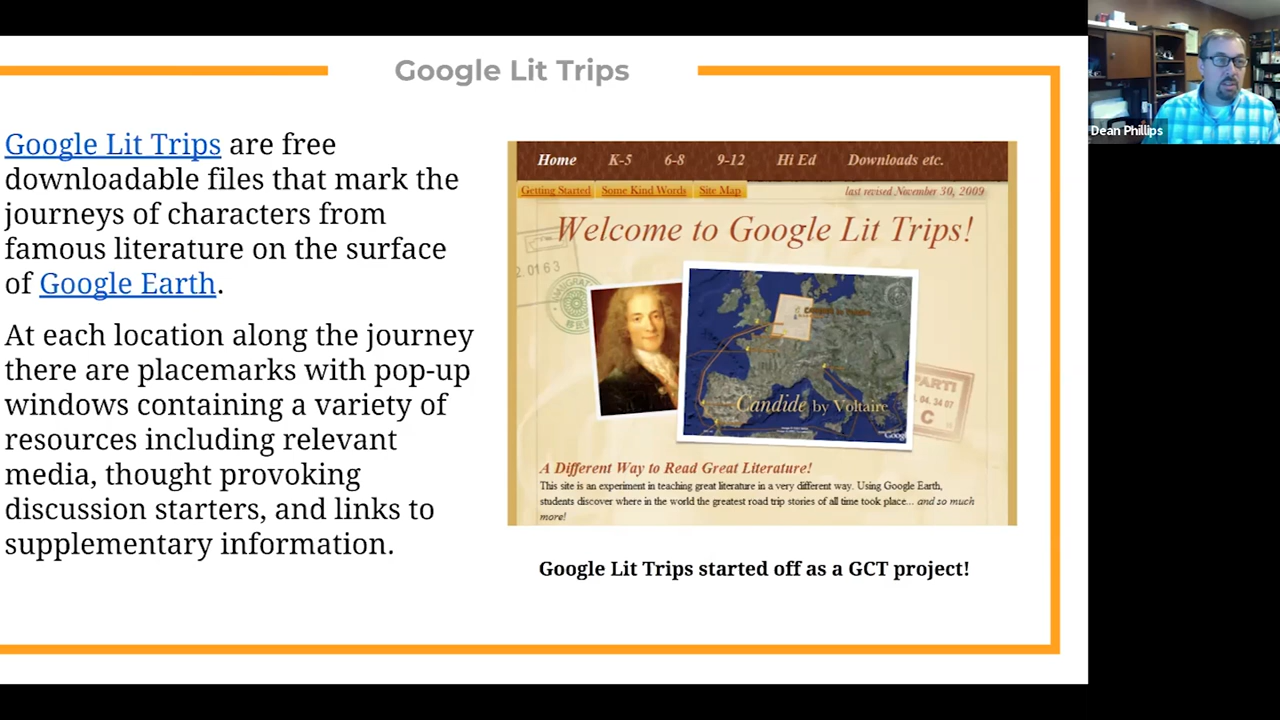 Google Lit Trips
Google Lit Trips are free
downloadable files that mark the
journeys of characters from
famous literature on the surface
of Google Earth.
At each location along the journey
there are placemarks with pop-up
windows containing a variety of
resources including relevant
media, thought provoking
discussion starters, and links to
supplementary information.
Home K-5 6-8 9-12 Hi Ed Downloads etc.
Getting Started Some Kind Words Site Map last revised November 30, 2009
Welcome to Google Lit Trips!
Candide by Voltaire
A Different Way to Read Great Literature!
This site is an experiment in teaching great literature in a very different way. Using Google Earth,
students discover where in the world the greatest road trip stories of all time took place... and so much
more!
Google Lit Trips started off as a GCT project!
Dean Phillips